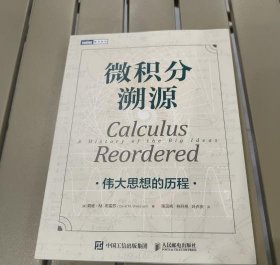 微积分
溯源
Calculus
A History of the Big Ideas
Reordered
·伟大思想的历程·
中国工信出版集团 人民邮电出版社